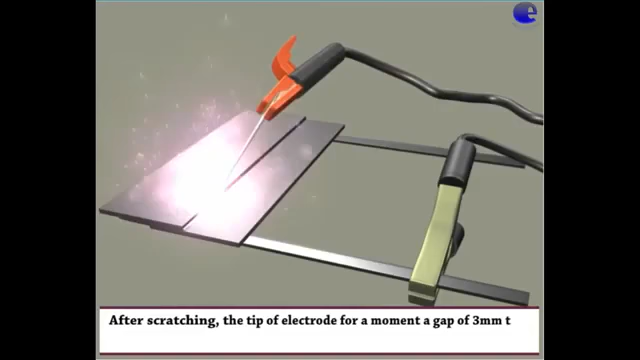 e
After scratching, the tip of electrode for a moment a gap of 3mm t